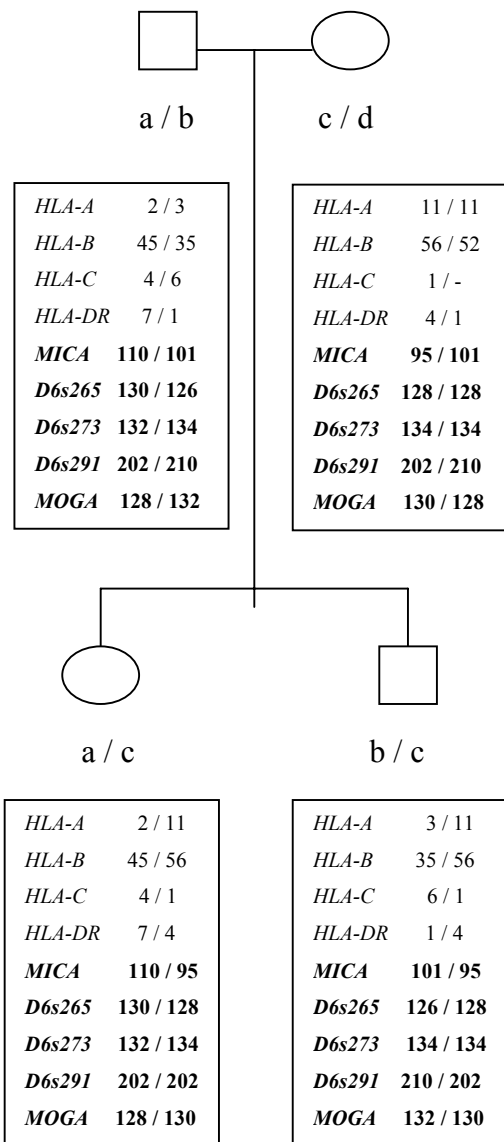 a / b
c / d
HLA-A 2 / 3
HLA-B 45 / 35
HLA-C 4 / 6
HLA-DR 7 / 1
MICA 110 / 101
D6s265 130 / 126
D6s273 132 / 134
D6s291 202 / 210
MOGA 128 / 132
HLA-A 11 / 11
HLA-B 56 / 52
HLA-C 1 / -
HLA-DR 4 / 1
MICA 95 / 101
D6s265 128 / 128
D6s273 134 / 134
D6s291 202 / 210
MOGA 130 / 128
a / c
b / c
HLA-A 2 / 11
HLA-B 45 / 56
HLA-C 4 / 1
HLA-DR 7 / 4
MICA 110 / 95
D6s265 130 / 128
D6s273 132 / 134
D6s291 202 / 202
MOGA 128 / 130
HLA-A 3 / 11
HLA-B 35 / 56
HLA-C 6 / 1
HLA-DR 1 / 4
MICA 101 / 95
D6s265 126 / 128
D6s273 134 / 134
D6s291 210 / 202
MOGA 132 / 130